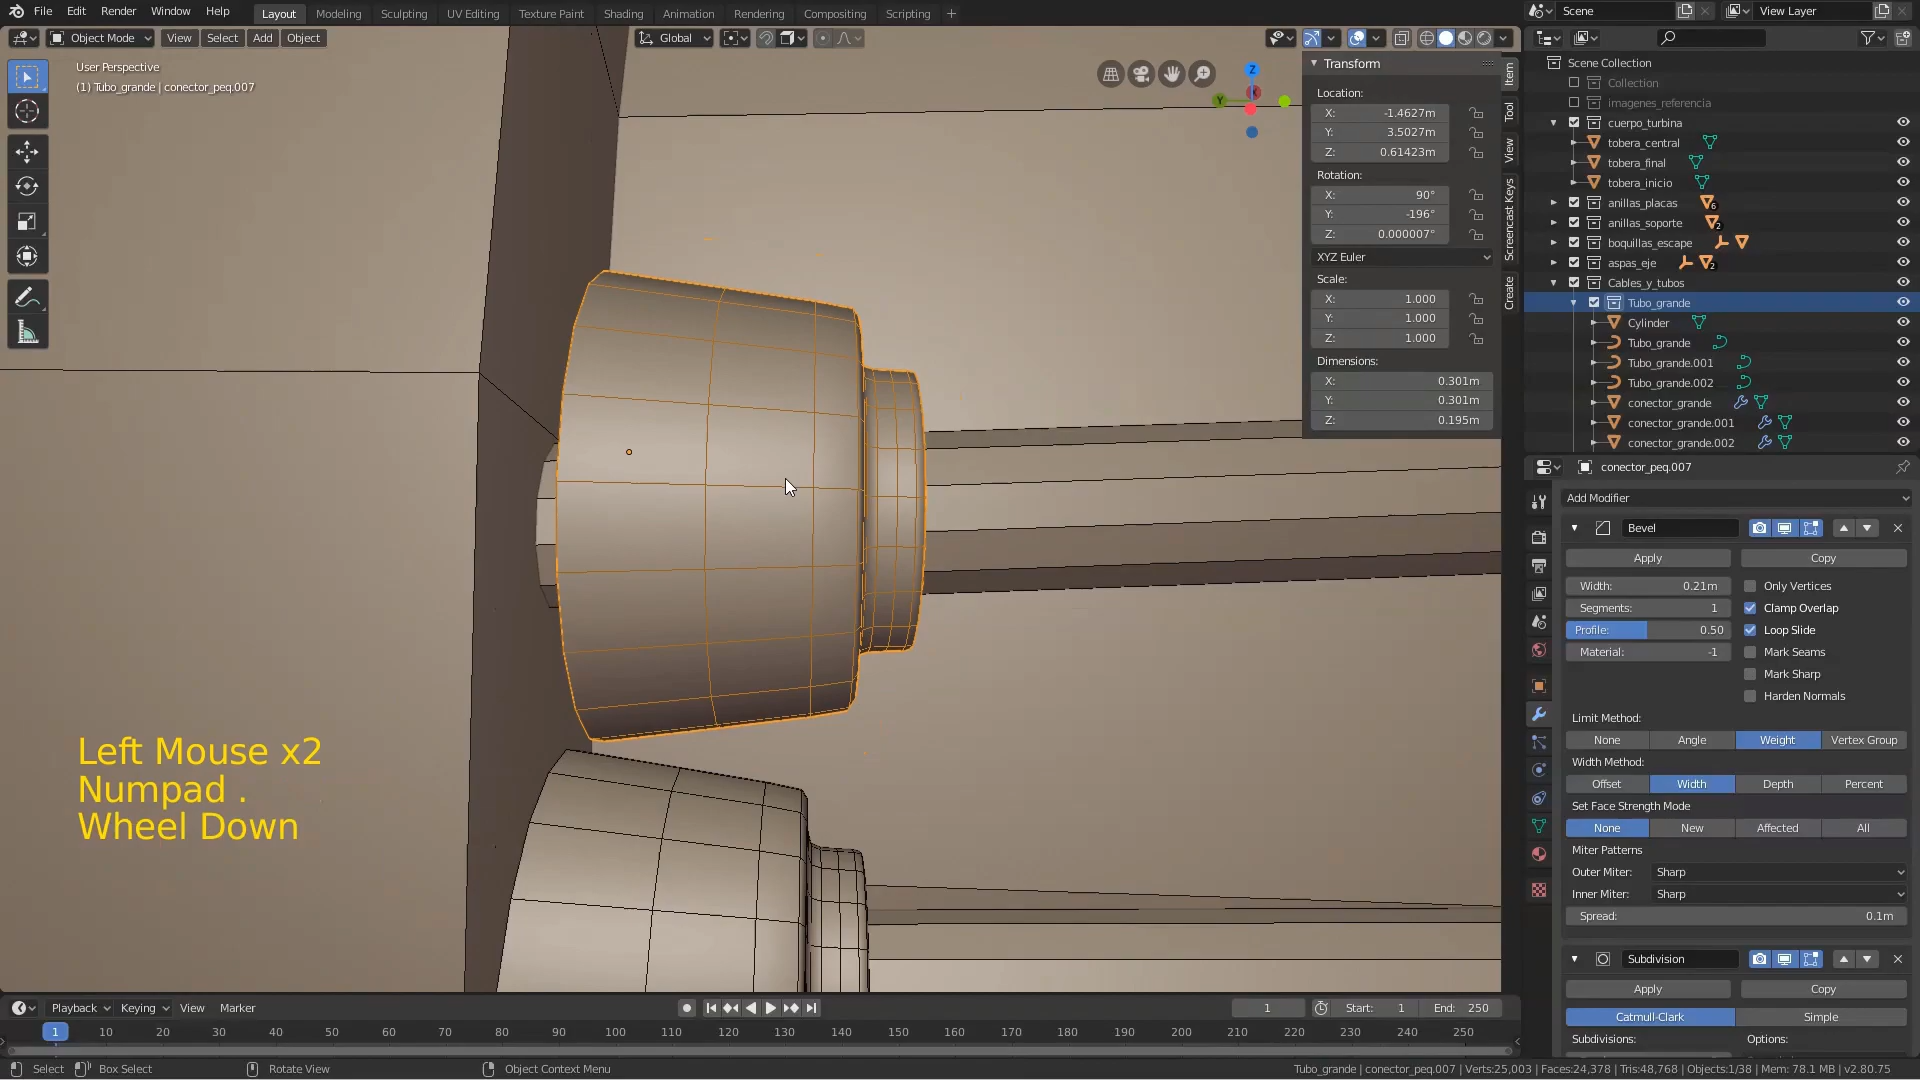 File Edit Render Window Help
Layout Modeling Sculpting UV Editing Texture Paint Shading Animation Rendering Compositing Scripting +
Scene
View Layer
Object Mode View Select Add Object
Global
User Perspective
(1) Tubo_grande | conector_peq.007
Z
Y
Transform
Location:
X: -1.4627m
Y: 3.5027m
Z: 0.61423m
Rotation:
X: 90°
Y: -196°
Z: 0.000007°
XYZ Euler
Scale:
X: 1.000
Y: 1.000
Z: 1.000
Dimensions:
X: 0.301m
Y: 0.301m
Z: 0.195m
Item
Tool
View
Screencast Keys
Create
Scene Collection
Collection
imagenes_referencia
cuerpo_turbina
tobera_central
tobera_final
tobera_inicio
anillas_placas 6
anillas_soporte 2
boquillas_escape
aspas_eje 2
Cables_y_tubos
Tubo_grande
Cylinder
Tubo_grande
Tubo_grande.001
Tubo_grande.002
conector_grande
conector_grande.001
conector_grande.002
conector_peq.007
Add Modifier
Bevel
Apply Copy
Width: 0.21m Only Vertices
Segments: 1 Clamp Overlap
Profile: 0.50 Loop Slide
Material: -1 Mark Seams
Mark Sharp
Harden Normals
Limit Method:
None Angle Weight Vertex Group
Width Method:
Offset Width Depth Percent
Set Face Strength Mode
None New Affected All
Miter Patterns
Outer Miter: Sharp
Inner Miter: Sharp
Spread: 0.1m
Subdivision
Apply Copy
Catmull-Clark Simple
Subdivisions: Options:
Left Mouse x2
Numpad .
Wheel Down
Playback Keying View Marker
1 Start: 1 End: 250
1 10 20 30 40 50 60 70 80 90 100 110 120 130 140 150 160 170 180 190 200 210 220 230 240 250
Select Box Select Rotate View Object Context Menu
Tubo_grande | conector_peq.007 | Verts:25,003 | Faces:24,378 | Tris:48,768 | Objects:1/38 | Mem: 78.1 MB | v2.80.75